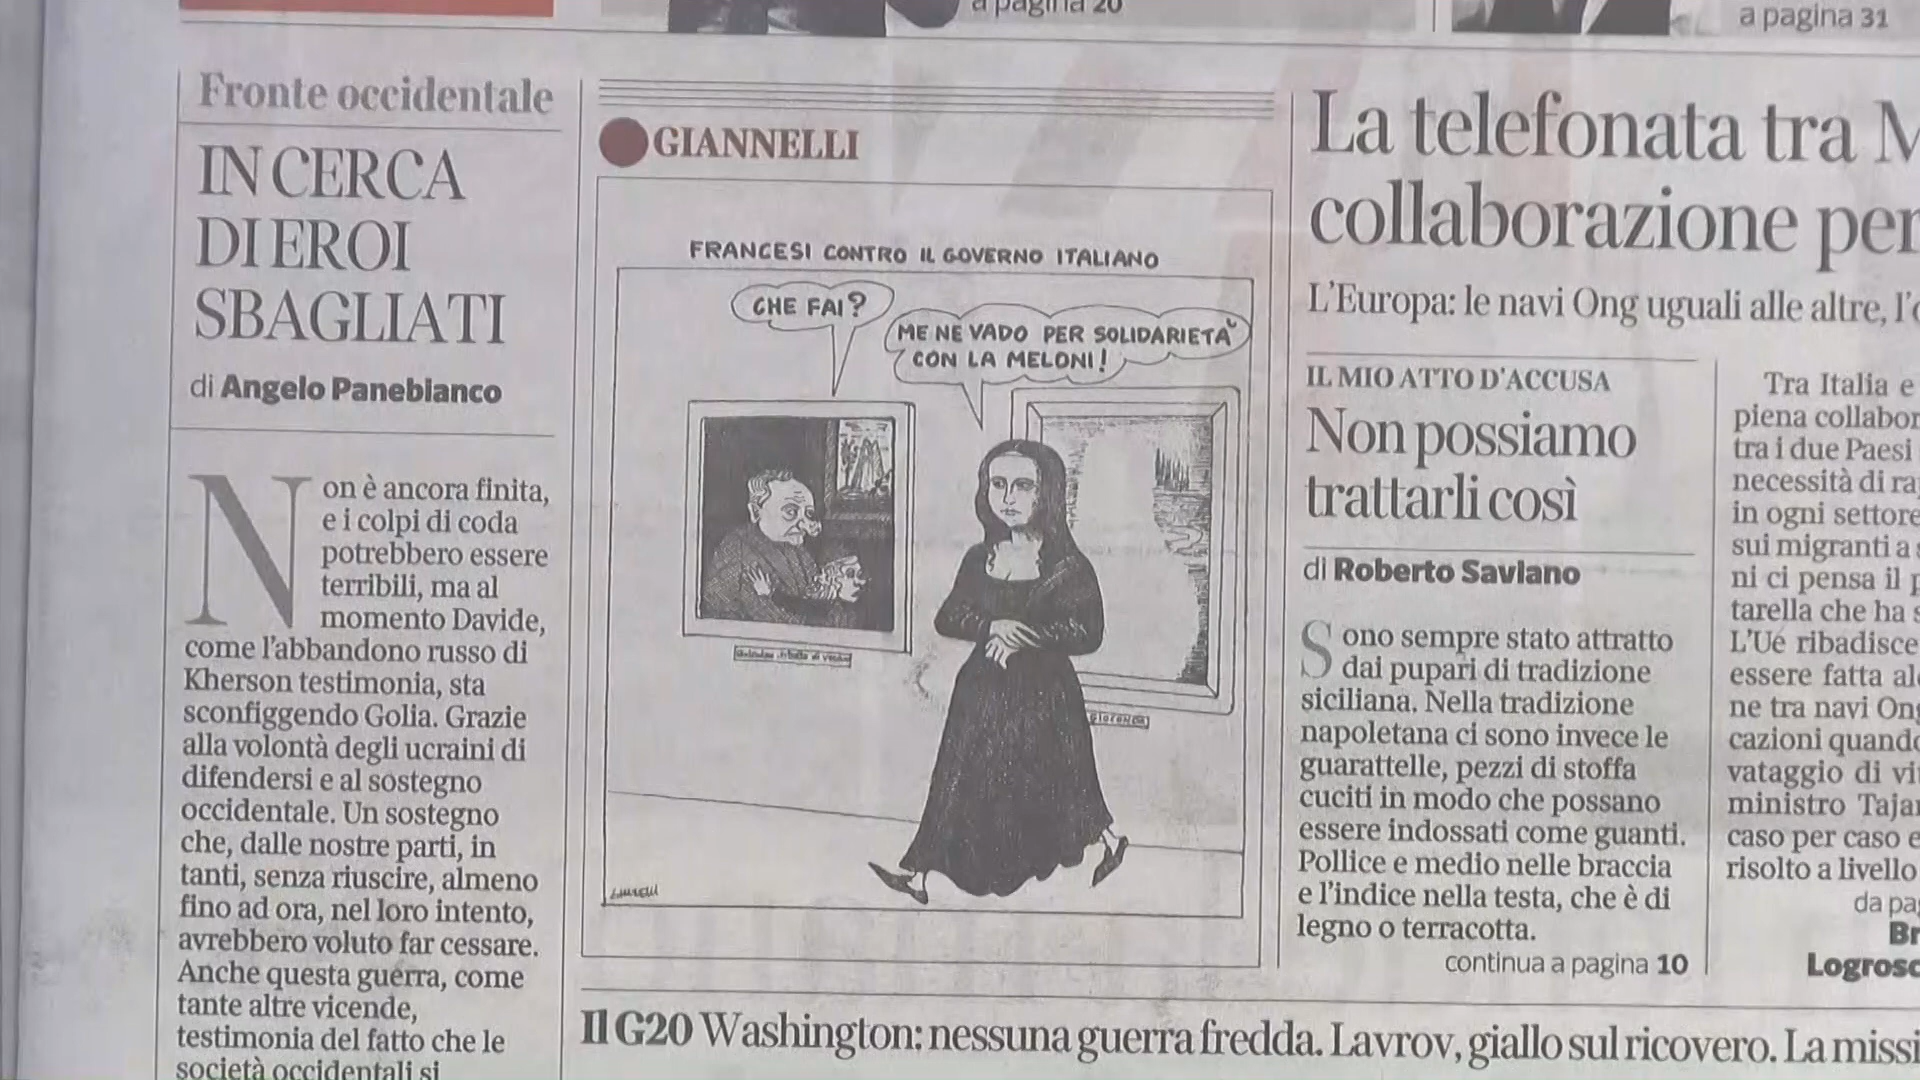 a pagina 20
a pagina 31
Fronte occidentale
IN CERCA
DI EROI
SBAGLIATI
di Angelo Panebianco
Non è ancora finita,
e i colpi di coda
potrebbero essere
terribili, ma al
momento Davide,
come l'abbandono russo di
Kherson testimonia, sta
sconfiggendo Golia. Grazie
alla volontà degli ucraini di
difendersi e al sostegno
occidentale. Un sostegno
che, dalle nostre parti, in
tanti, senza riuscire, almeno
fino ad ora, nel loro intento,
avrebbero voluto far cessare.
Anche questa guerra, come
tante altre vicende,
testimonia del fatto che le
società occidentali si
GIANNELLI
FRANCESI CONTRO IL GOVERNO ITALIANO
CHE FAI?
ME NE VADO PER SOLIDARIETÀ
CON LA MELONI!
GIOCONDA
La telefonata tra M
collaborazione per
L'Europa: le navi Ong uguali alle altre, l'o
IL MIO ATTO D'ACCUSA
Non possiamo
trattarli così
di Roberto Saviano
Sono sempre stato attratto
dai pupari di tradizione
siciliana. Nella tradizione
napoletana ci sono invece le
guarattelle, pezzi di stoffa
cuciti in modo che possano
essere indossati come guanti.
Pollice e medio nelle braccia
e l'indice nella testa, che è di
legno o terracotta.
continua a pagina 10
Tra Italia e
piena collabor
tra i due Paesi
necessità di ra
in ogni settore
sui migranti a
ni ci pensa il p
tarella che ha s
L'Ue ribadisce
essere fatta al
ne tra navi Ong
cazioni quando
vataggio di vi
ministro Taja
caso per caso e
risolto a livello
da pa
Br
Logrosc
Il G20 Washington: nessuna guerra fredda. Lavrov, giallo sul ricovero. La missi